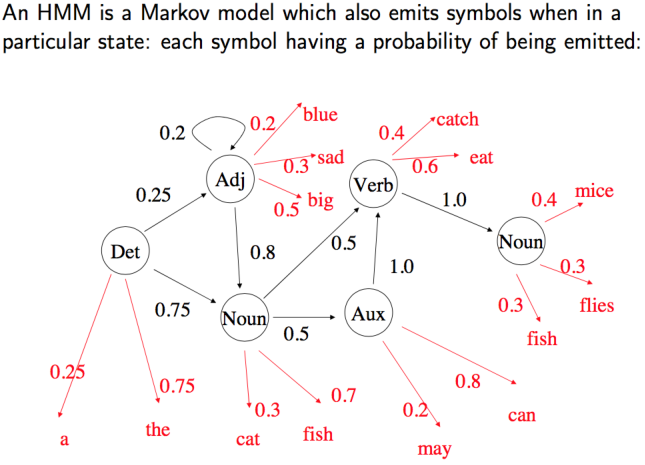 An HMM is a Markov model which also emits symbols when in a
particular state: each symbol having a probability of being emitted:
blue
0.2
0.2
catch
0.4
0.3 sad
0.6
eat
Adj
Verb
mice
0.25
0.5 big
1.0
0.4
Det
0.8
0.5
Noun
1.0
0.3
0.75
Noun
Aux
0.3
flies
0.5
fish
0.25
0.75
0.7
0.8
0.3
0.2
can
a
the
cat
fish
may